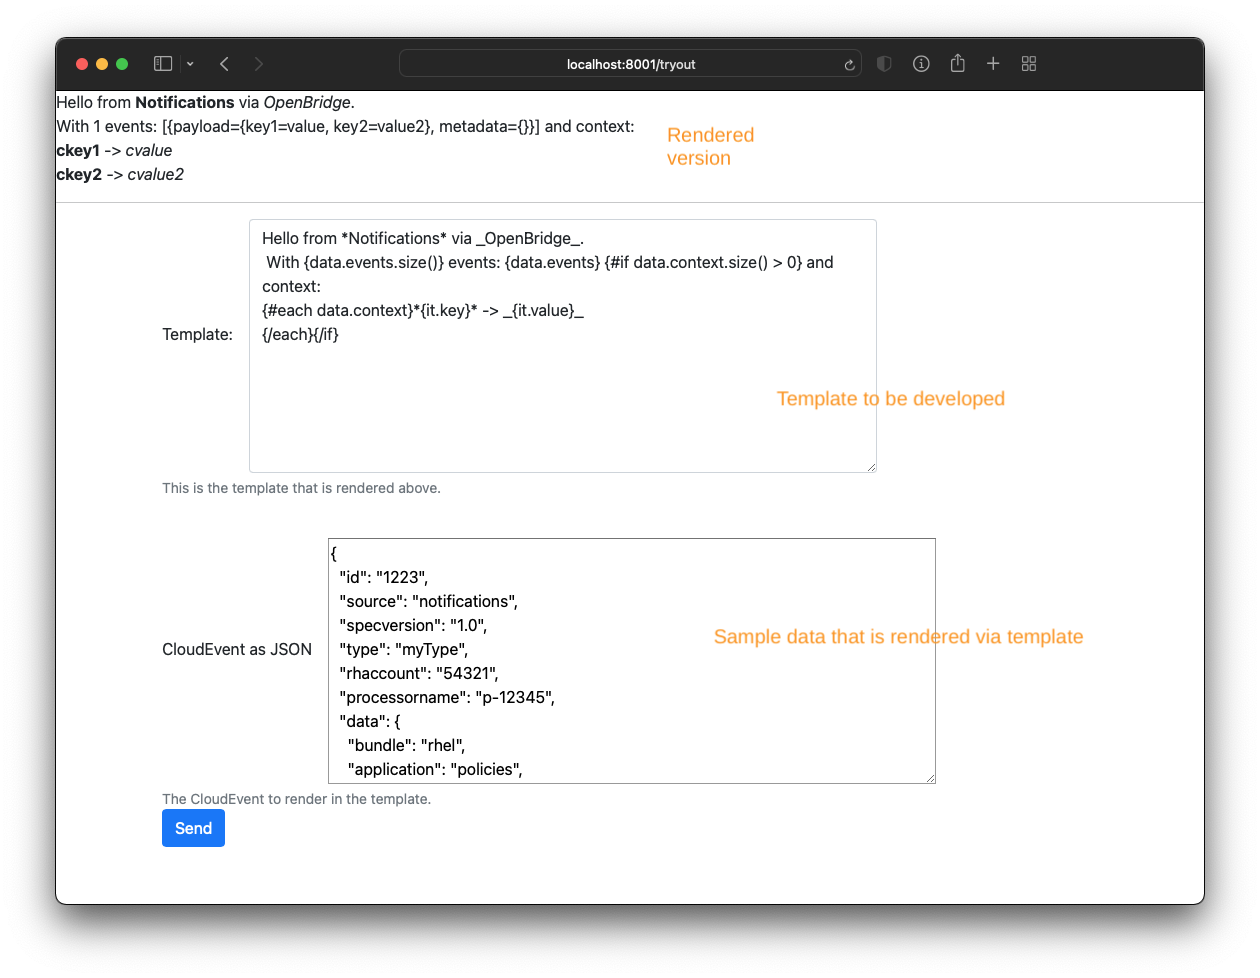 localhost:8001/tryout
Hello from Notifications via OpenBridge.
With 1 events: [{payload={key1=value, key2=value2}, metadata={}}] and context:
ckey1 -> cvalue
ckey2 -> cvalue2
Rendered
version
Template:
Hello from *Notifications* via _OpenBridge_.
With {data.events.size()} events: {data.events} {#if data.context.size() > 0} and
context:
{#each data.context}*{it.key}* -> _{it.value}_
{/each}{/if}
Template to be developed
This is the template that is rendered above.
CloudEvent as JSON
{
"id": "1223",
"source": "notifications",
"specversion": "1.0",
"type": "myType",
"rhaccount": "54321",
"processorname": "p-12345",
"data": {
"bundle": "rhel",
"application": "policies",
Sample data that is rendered via template
The CloudEvent to render in the template.
Send